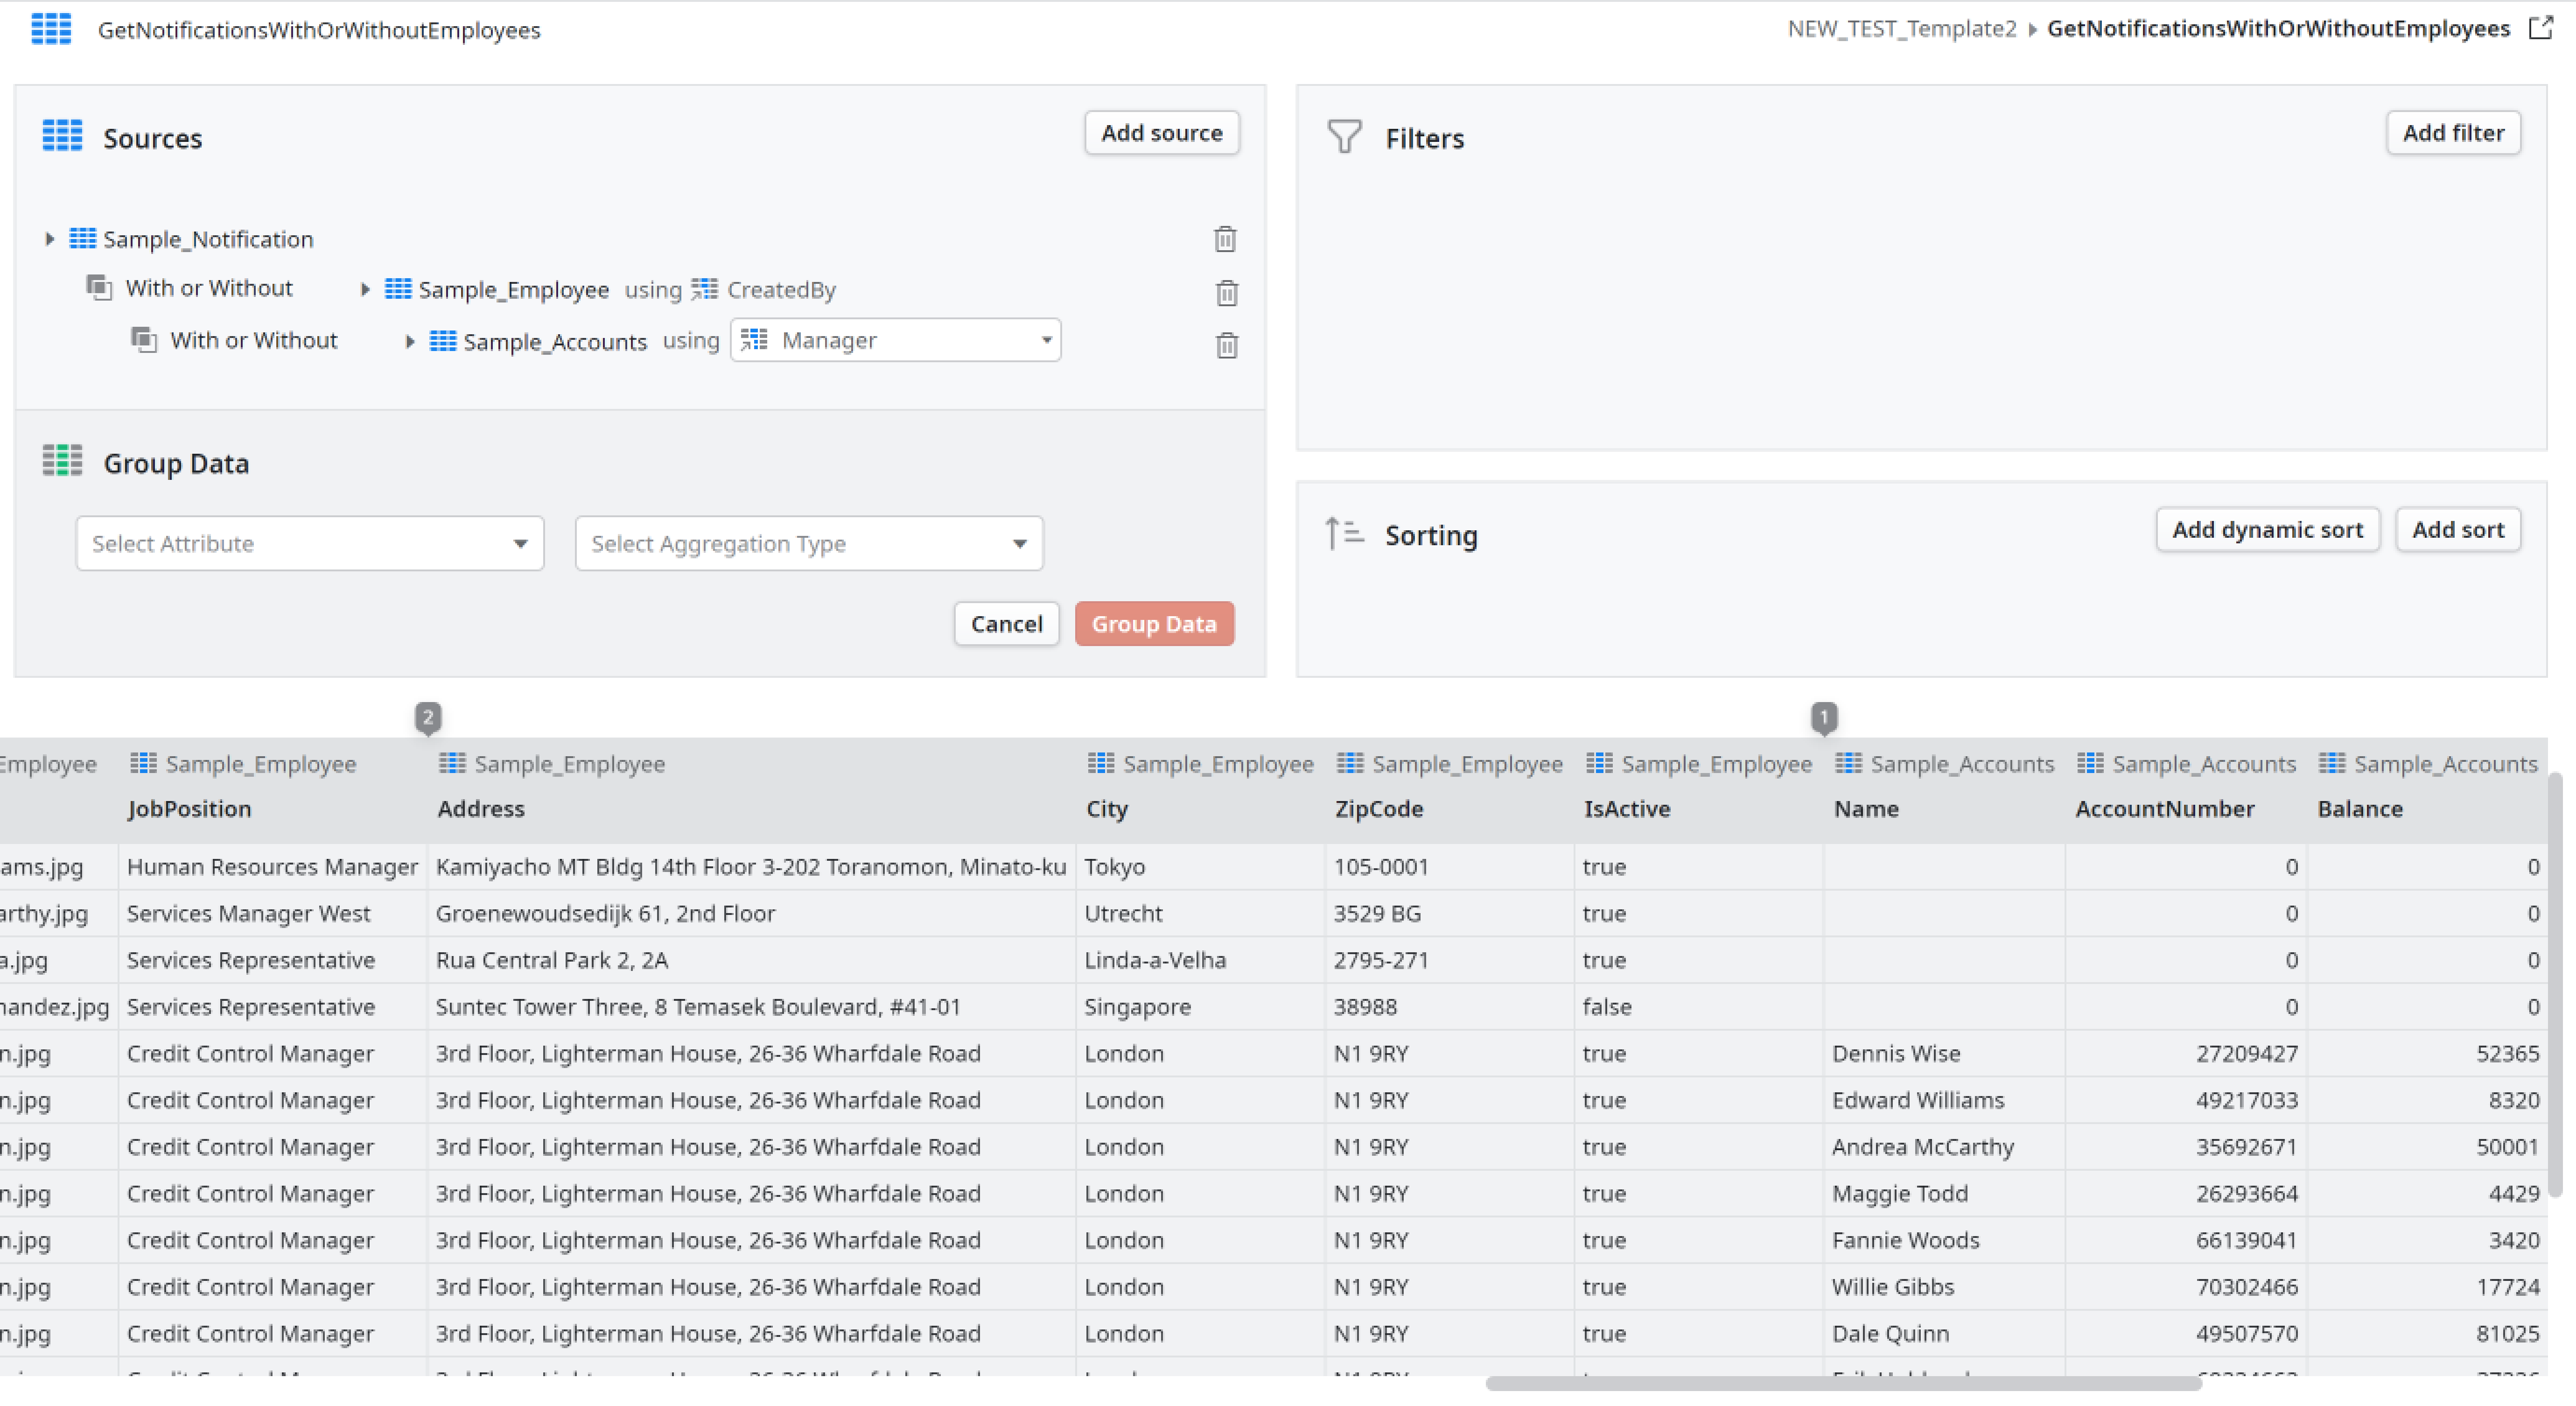 GetNotificationsWithOrWithoutEmployees
NEW_TEST_Template2 GetNotificationsWithOrWithoutEmployees
Sources Add source
Sample_Notification
With or Without Sample_Employee using CreatedBy
With or Without Sample_Accounts using Manager
Group Data
Select Attribute Select Aggregation Type
Cancel Group Data
Filters Add filter
Sorting Add dynamic sort Add sort
2 1
Employee Sample_Employee Sample_Employee Sample_Employee Sample_Employee Sample_Employee Sample_Accounts Sample_Accounts Sample_Accounts
JobPosition Address City ZipCode IsActive Name AccountNumber Balance
ams.jpg Human Resources Manager Kamiyacho MT Bldg 14th Floor 3-202 Toranomon, Minato-ku Tokyo 105-0001 true 0 0
arthy.jpg Services Manager West Groenewoudsedijk 61, 2nd Floor Utrecht 3529 BG true 0 0
a.jpg Services Representative Rua Central Park 2, 2A Linda-a-Velha 2795-271 true 0 0
nandez.jpg Services Representative Suntec Tower Three, 8 Temasek Boulevard, #41-01 Singapore 38988 false 0 0
n.jpg Credit Control Manager 3rd Floor, Lighterman House, 26-36 Wharfdale Road London N1 9RY true Dennis Wise 27209427 52365
n.jpg Credit Control Manager 3rd Floor, Lighterman House, 26-36 Wharfdale Road London N1 9RY true Edward Williams 49217033 8320
n.jpg Credit Control Manager 3rd Floor, Lighterman House, 26-36 Wharfdale Road London N1 9RY true Andrea McCarthy 35692671 50001
n.jpg Credit Control Manager 3rd Floor, Lighterman House, 26-36 Wharfdale Road London N1 9RY true Maggie Todd 26293664 4429
n.jpg Credit Control Manager 3rd Floor, Lighterman House, 26-36 Wharfdale Road London N1 9RY true Fannie Woods 66139041 3420
n.jpg Credit Control Manager 3rd Floor, Lighterman House, 26-36 Wharfdale Road London N1 9RY true Willie Gibbs 70302466 17724
n.jpg Credit Control Manager 3rd Floor, Lighterman House, 26-36 Wharfdale Road London N1 9RY true Dale Quinn 49507570 81025